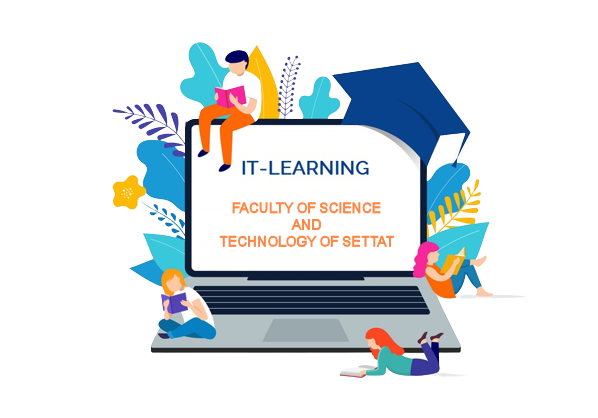 IT-LEARNING
FACULTY OF SCIENCE
AND
TECHNOLOGY OF SETTAT